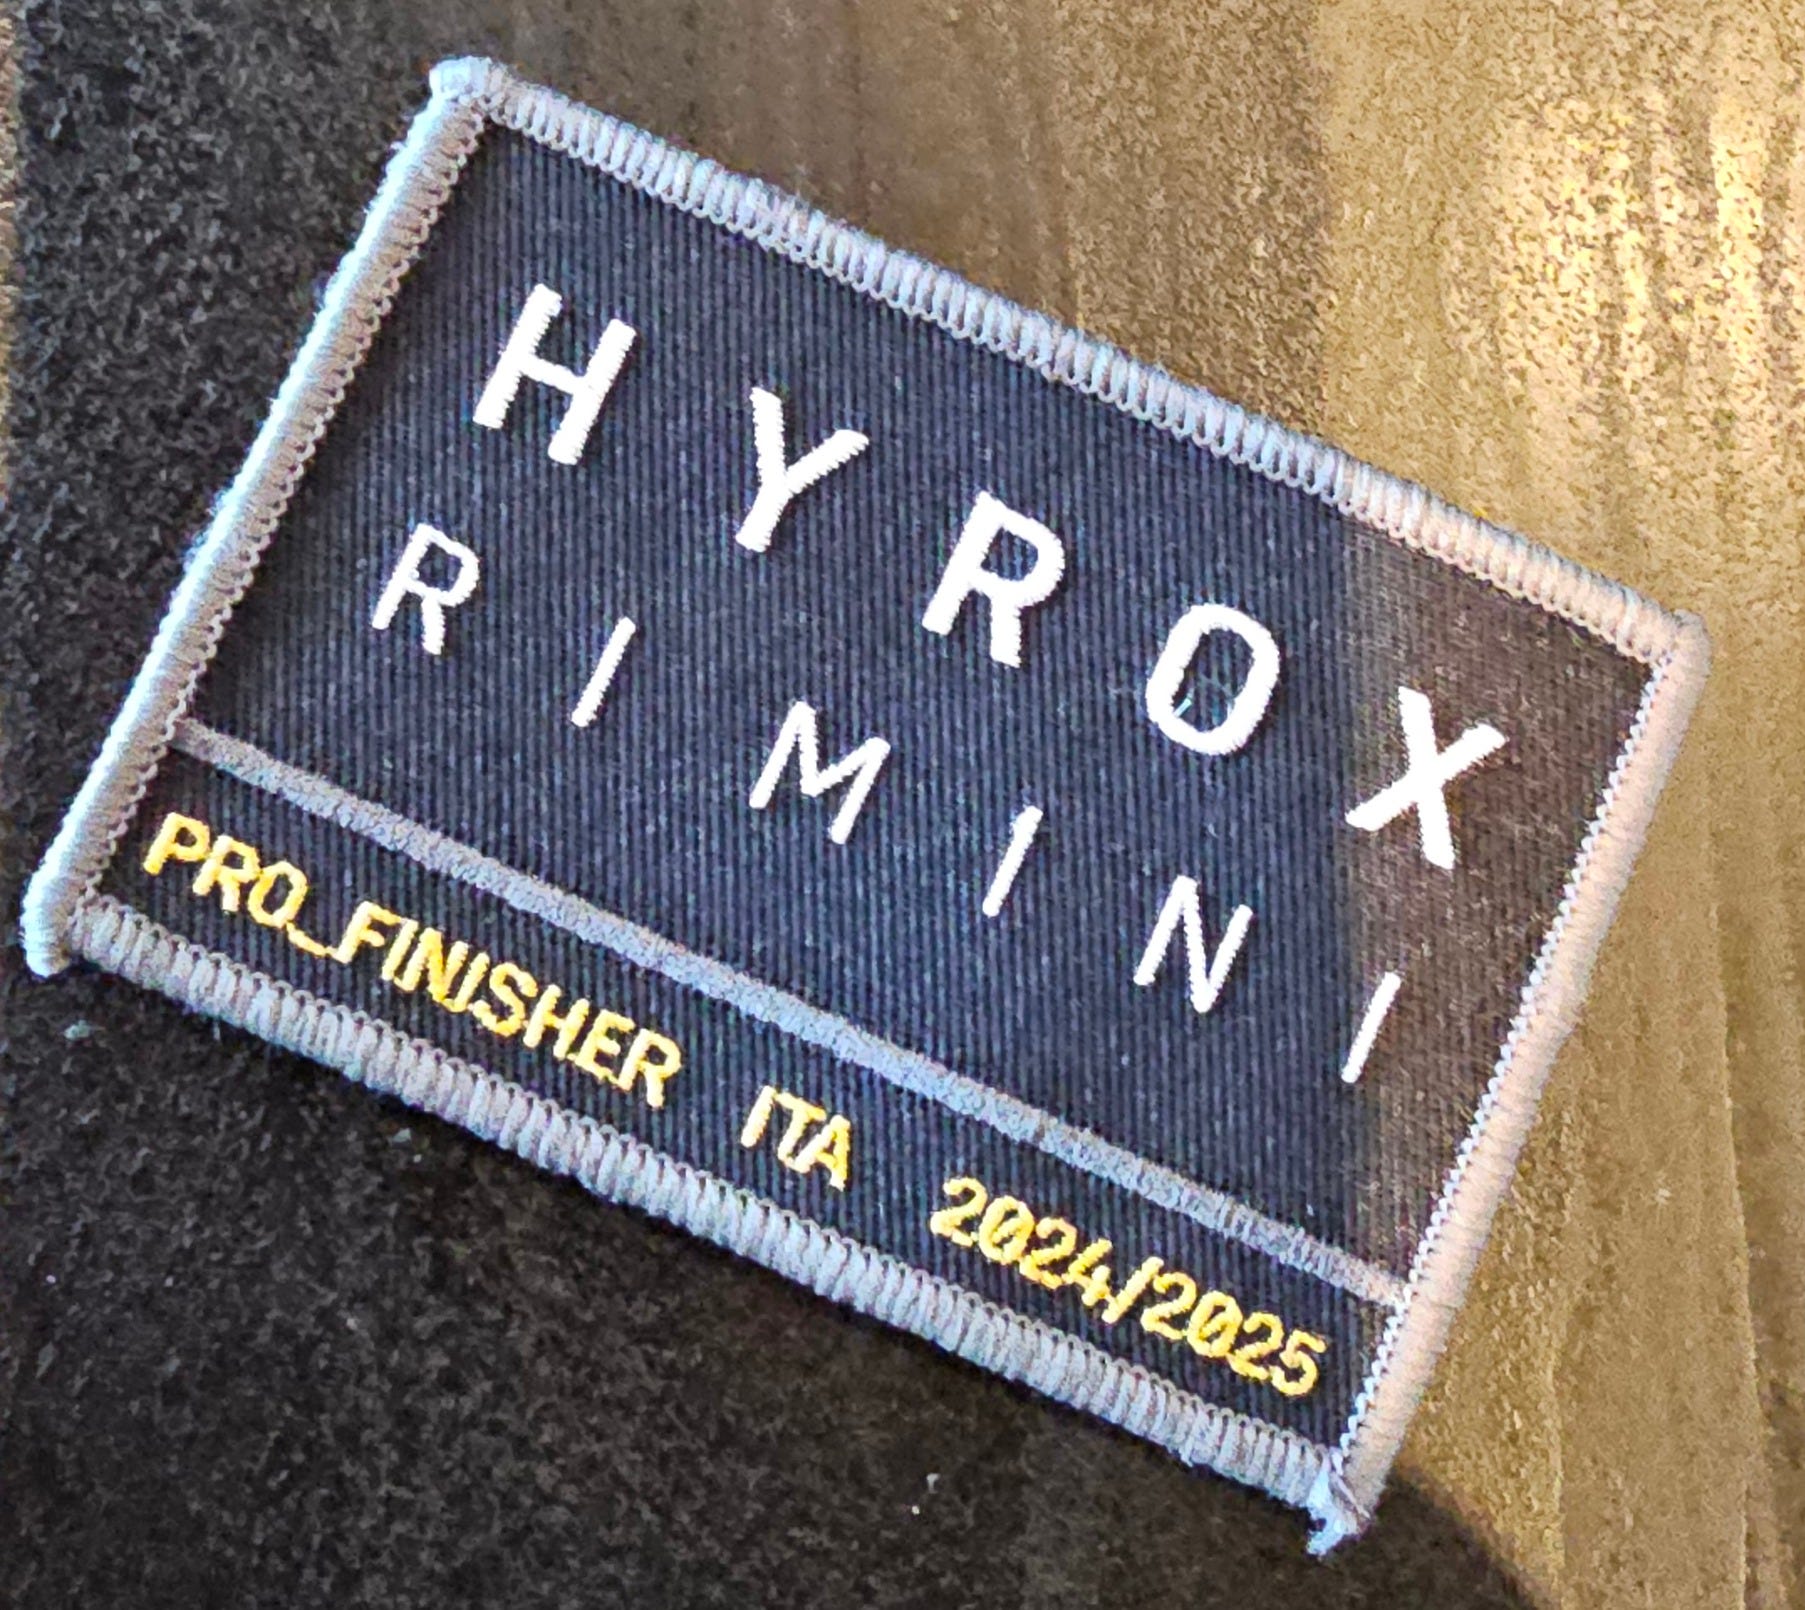 HYROX
RIMINI
PRO_FINISHER ITA 2024/2025